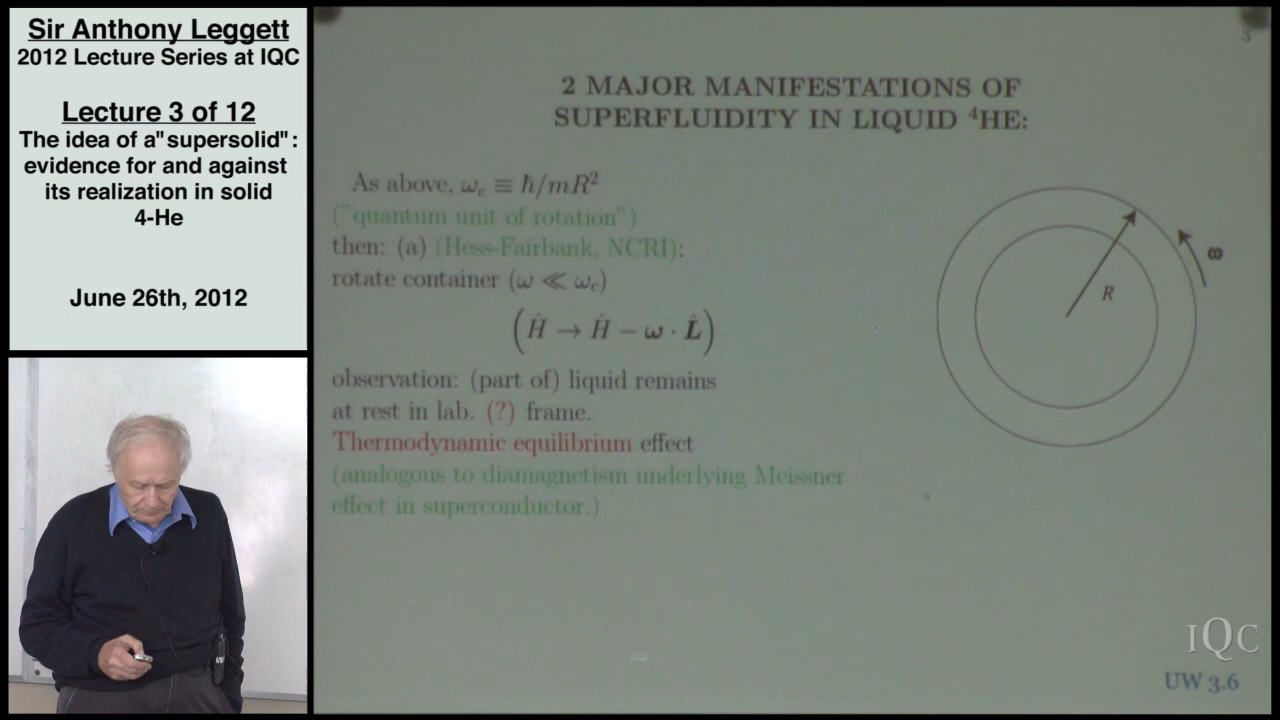 Sir Anthony Leggett
2012 Lecture Series at IQC
Lecture 3 of 12
The idea of a"supersolid":
evidence for and against
its realization in solid
4-He
June 26th, 2012
3
2 MAJOR MANIFESTATIONS OF
SUPERFLUIDITY IN LIQUID ⁴HE:
As above, ω_c ≡ ℏ/mR²
("quantum unit of rotation")
then: (a) (Hess-Fairbank, NCRI):
rotate container (ω ≪ ω_c)
(Ĥ → Ĥ − ω · L̂)
observation: (part of) liquid remains
at rest in lab. (?) frame.
Thermodynamic equilibrium effect
(analogous to diamagnetism underlying Meissner
effect in superconductor.)
R
ω
IQC
UW 3.6